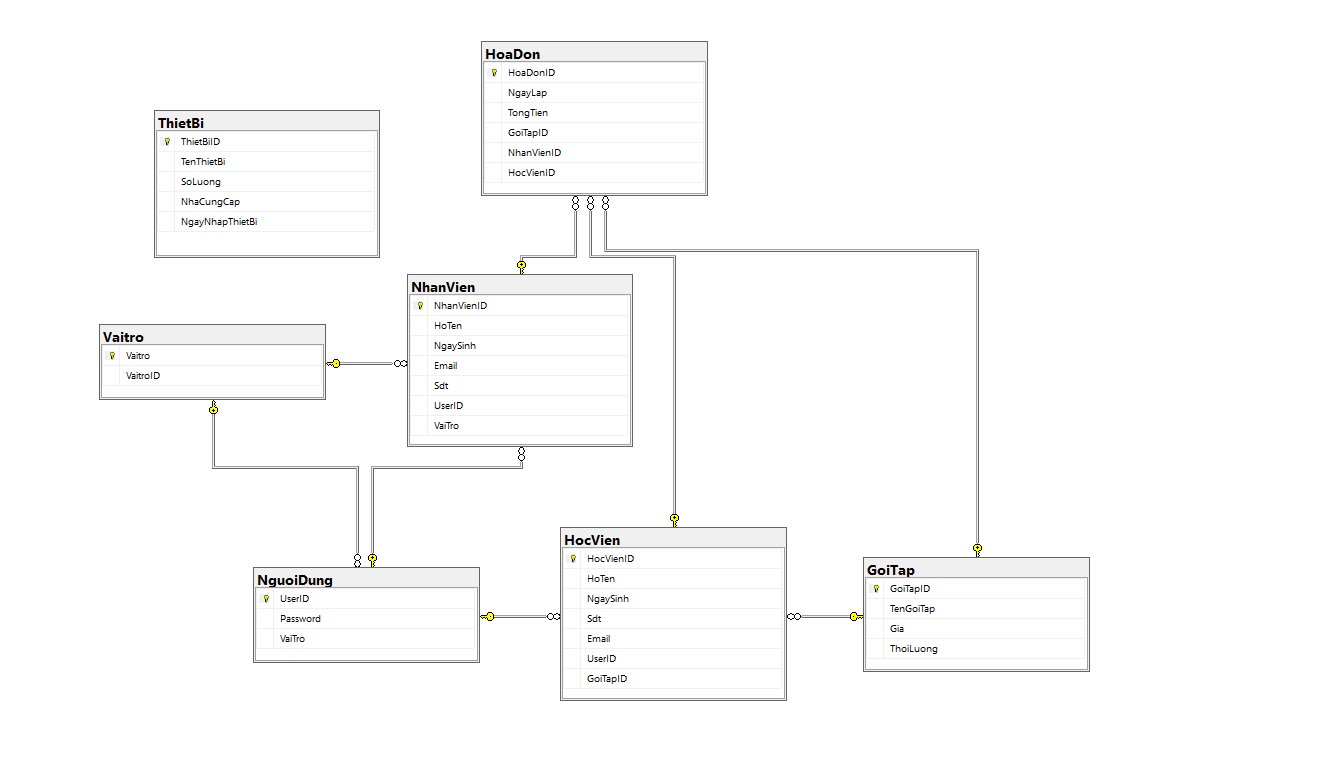 HoaDon
HoaDonID
NgayLap
TongTien
GoiTapID
NhanVienID
HocVienID
ThietBi
ThietBiID
TenThietBi
SoLuong
NhaCungCap
NgayNhapThietBi
NhanVien
NhanVienID
HoTen
NgaySinh
Email
Sdt
UserID
VaiTro
Vaitro
Vaitro
VaitroID
NguoiDung
UserID
Password
VaiTro
HocVien
HocVienID
HoTen
NgaySinh
Sdt
Email
UserID
GoiTapID
GoiTap
GoiTapID
TenGoiTap
Gia
ThoiLuong